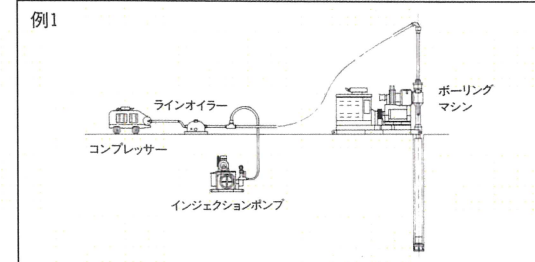 例1
ラインオイラー
ボーリング
マシン
コンプレッサー
インジェクションポンプ